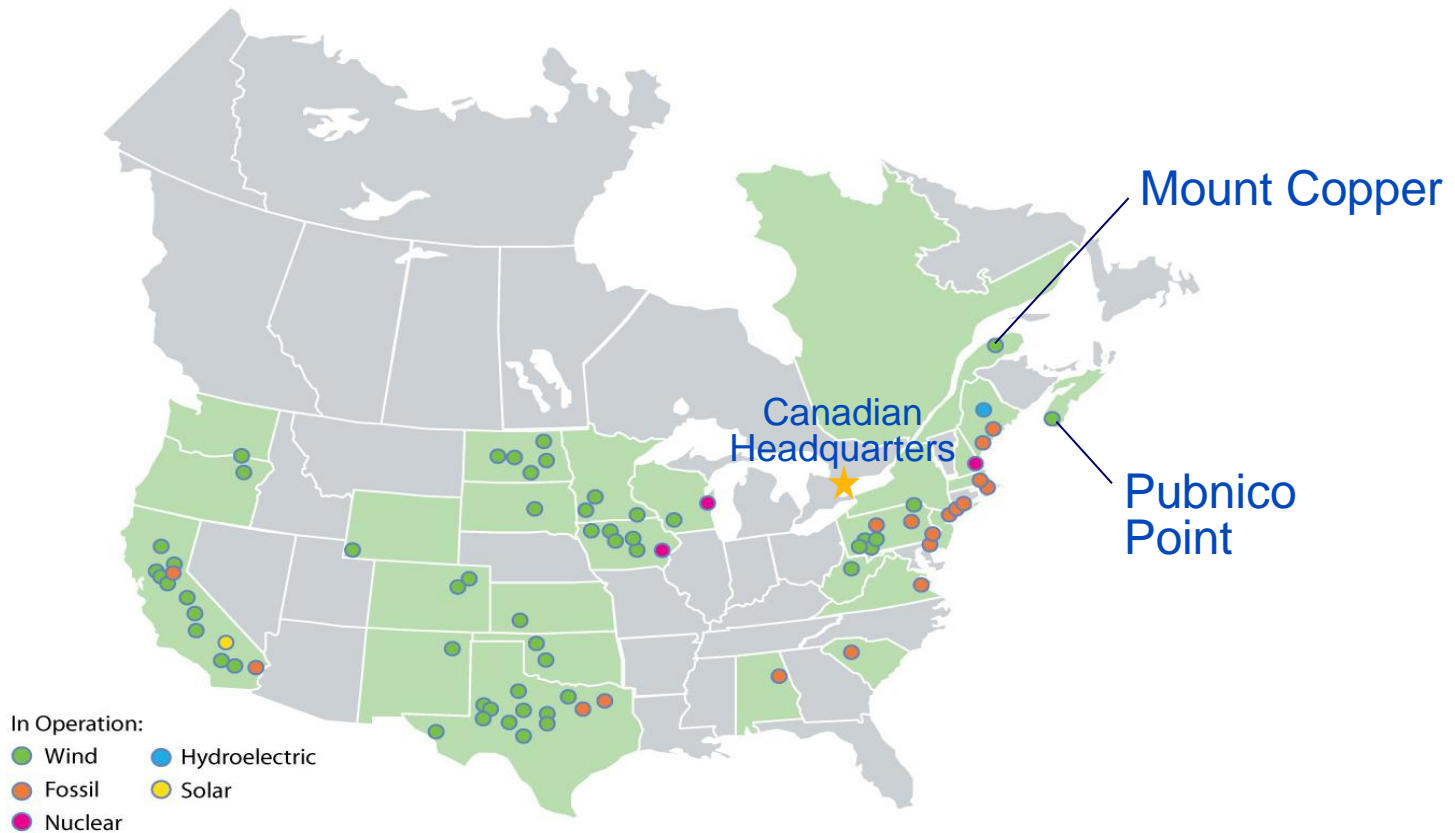 Mount Copper
Canadian
Headquarters
Pubnico
Point
In Operation:
Wind
Hydroelectric
Fossil
Solar
Nuclear